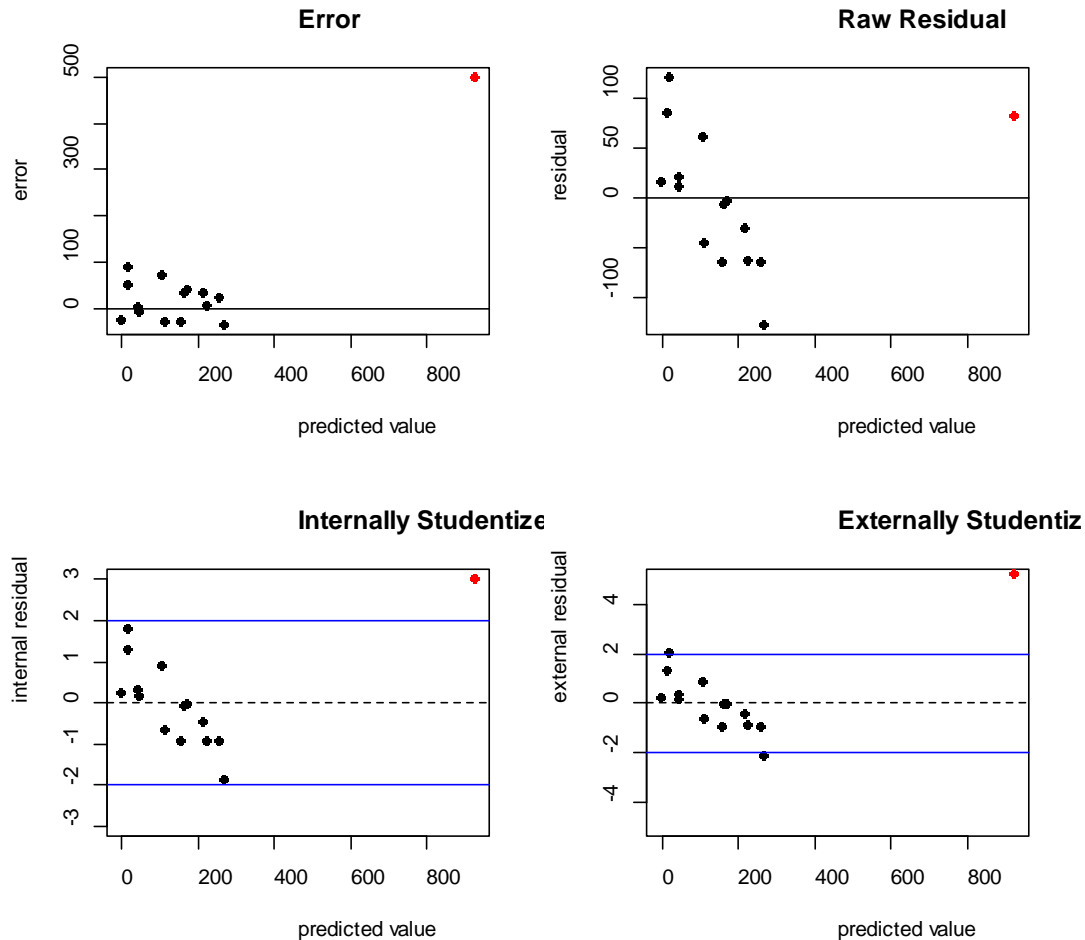 Error
500
300
100
0
error
0 200 400 600 800
predicted value
Raw Residual
100
50
0
-100
residual
0 200 400 600 800
predicted value
Internally Studentize
3
2
1
0
-1
-2
-3
internal residual
0 200 400 600 800
predicted value
Externally Studentiz
4
2
0
-2
-4
external residual
0 200 400 600 800
predicted value